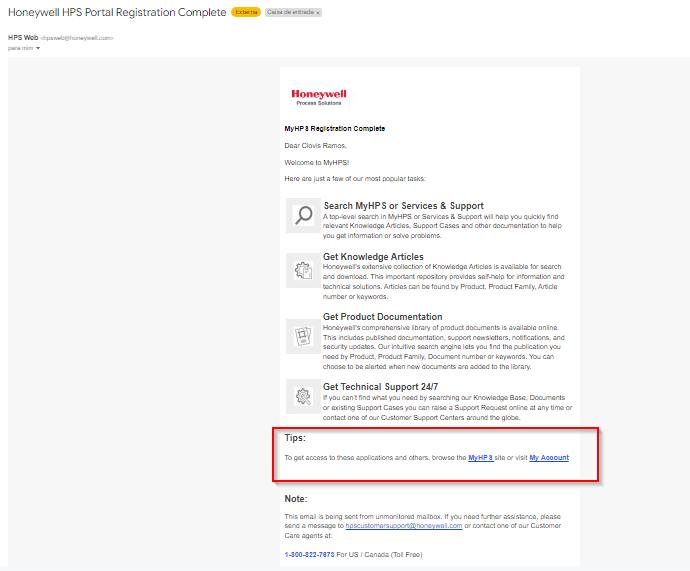 Honeywell HPS Portal Registration Complete Externa Caixa de entrada x
HPS Web <hpsweb@honeywell.com>
para mim
Honeywell
Process Solutions
MyHPS Registration Complete
Dear Clovis Ramos,
Welcome to MyHPS!
Here are just a few of our most popular tasks:
Search MyHPS or Services & Support
A top-level search in MyHPS or Services & Support will help you quickly find
relevant Knowledge Articles, Support Cases and other documentation to help
you get information or solve problems.
Get Knowledge Articles
Honeywell's extensive collection of Knowledge Articles is available for search
and download. This important repository provides self-help for information and
technical solutions. Articles can be found by Product, Product Family, Article
number or keywords.
Get Product Documentation
Honeywell's comprehensive library of product documents is available online.
This includes published documentation, support newsletters, notifications, and
security updates. Our intuitive search engine lets you find the publication you
need by Product, Product Family, Document number or keywords. You can
choose to be alerted when new documents are added to the library.
Get Technical Support 24/7
If you can't find what you need by searching our Knowledge Base, Documents
or existing Support Cases you can raise a Support Request online at any time or
contact one of our Customer Support Centers around the globe.
Tips:
To get access to these applications and others, browse the MyHPS site or visit My Account
Note:
This email is being sent from unmonitored mailbox. If you need further assistance, please
send a message to hpscustomersupport@honeywell.com or contact one of our Customer
Care agents at:
1-800-822-7673 For US / Canada (Toll Free)